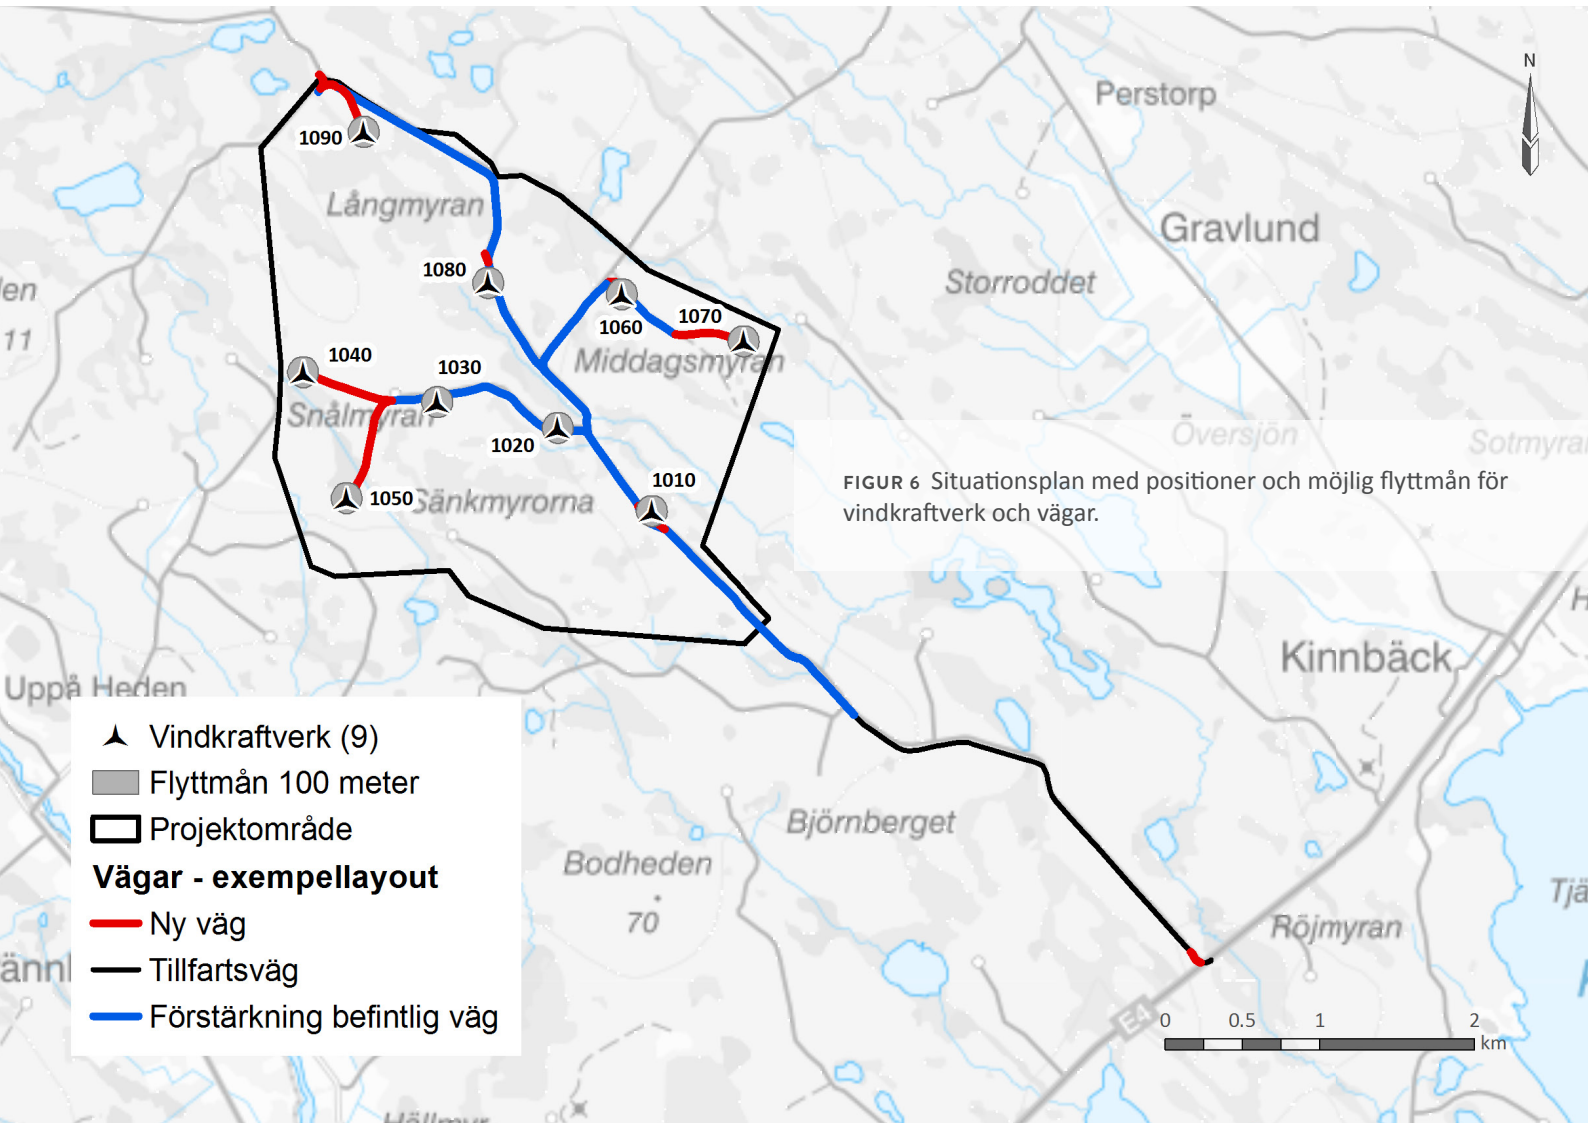 N
Perstorp
1090
Långmyran
Gravlund
1080
Storroddet
1060
1070
11
1040
1030
Middagsmyran
Snålmyran
1020
Översjön
1010
1050
Sänkmyrorna
FIGUR 6 Situationsplan med positioner och möjlig flyttmån för
vindkraftverk och vägar.
Kinnbäck
Uppå Heden
Vindkraftverk (9)
Flyttmån 100 meter
Projektområde
Vägar - exempellayout
Ny väg
Tillfartsväg
Förstärkning befintlig väg
Björnberget
Bodheden
70
Röjmyran
E4
0 0.5 1 2
km